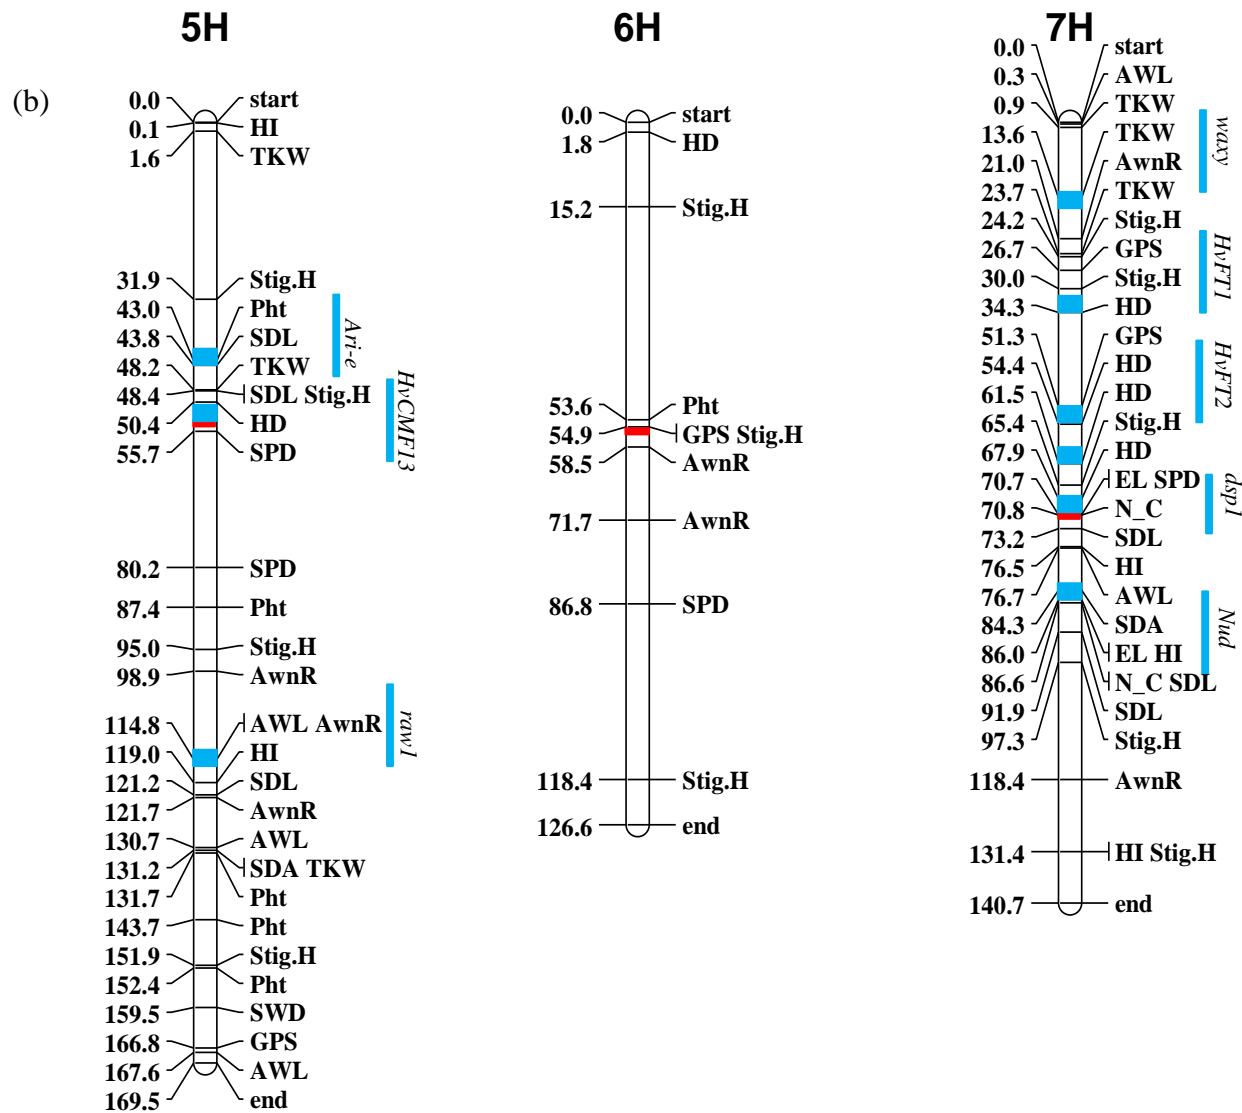 (b)
5H
0.0 start
0.1 HI
1.6 TKW
31.9 Stig.H
43.0 Pht
43.8 SDL
48.2 TKW
48.4 SDL Stig.H
50.4 HD
55.7 SPD
80.2 SPD
87.4 Pht
95.0 Stig.H
98.9 AwnR
114.8 AWL AwnR
119.0 HI
121.2 SDL
121.7 AwnR
130.7 AWL
131.2 SDA TKW
131.7 Pht
143.7 Pht
151.9 Stig.H
152.4 Pht
159.5 SWD
166.8 GPS
167.6 AWL
169.5 end
Ari-e
HvCMF13
raw1
6H
0.0 start
1.8 HD
15.2 Stig.H
53.6 Pht
54.9 GPS Stig.H
58.5 AwnR
71.7 AwnR
86.8 SPD
118.4 Stig.H
126.6 end
7H
0.0 start
0.3 AWL
0.9 TKW
13.6 TKW
21.0 AwnR
23.7 TKW
24.2 Stig.H
26.7 GPS
30.0 Stig.H
34.3 HD
51.3 GPS
54.4 HD
61.5 HD
65.4 Stig.H
67.9 HD
70.7 EL SPD
70.8 N_C
73.2 SDL
76.5 HI
76.7 AWL
84.3 SDA
86.0 EL HI
86.6 N_C SDL
91.9 SDL
97.3 Stig.H
118.4 AwnR
131.4 HI Stig.H
140.7 end
waxy
HvFT1
HvFT2
dsp1
Nud